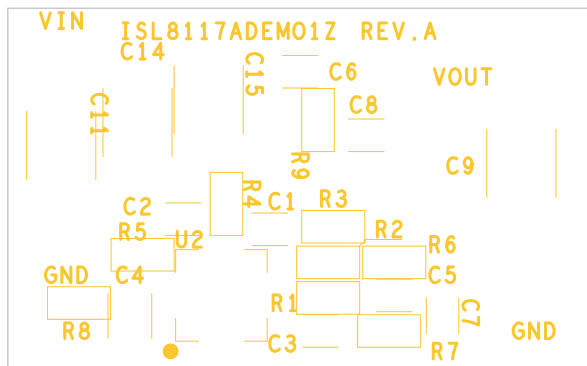 VIN
ISL8117ADEMO1Z REV.A
C14
C15
C6
VOUT
C11
C8
R9
C9
R4
C2
C1
R3
R5
U2
R2
R6
GND
C4
C5
R1
C7
R8
GND
C3
R7